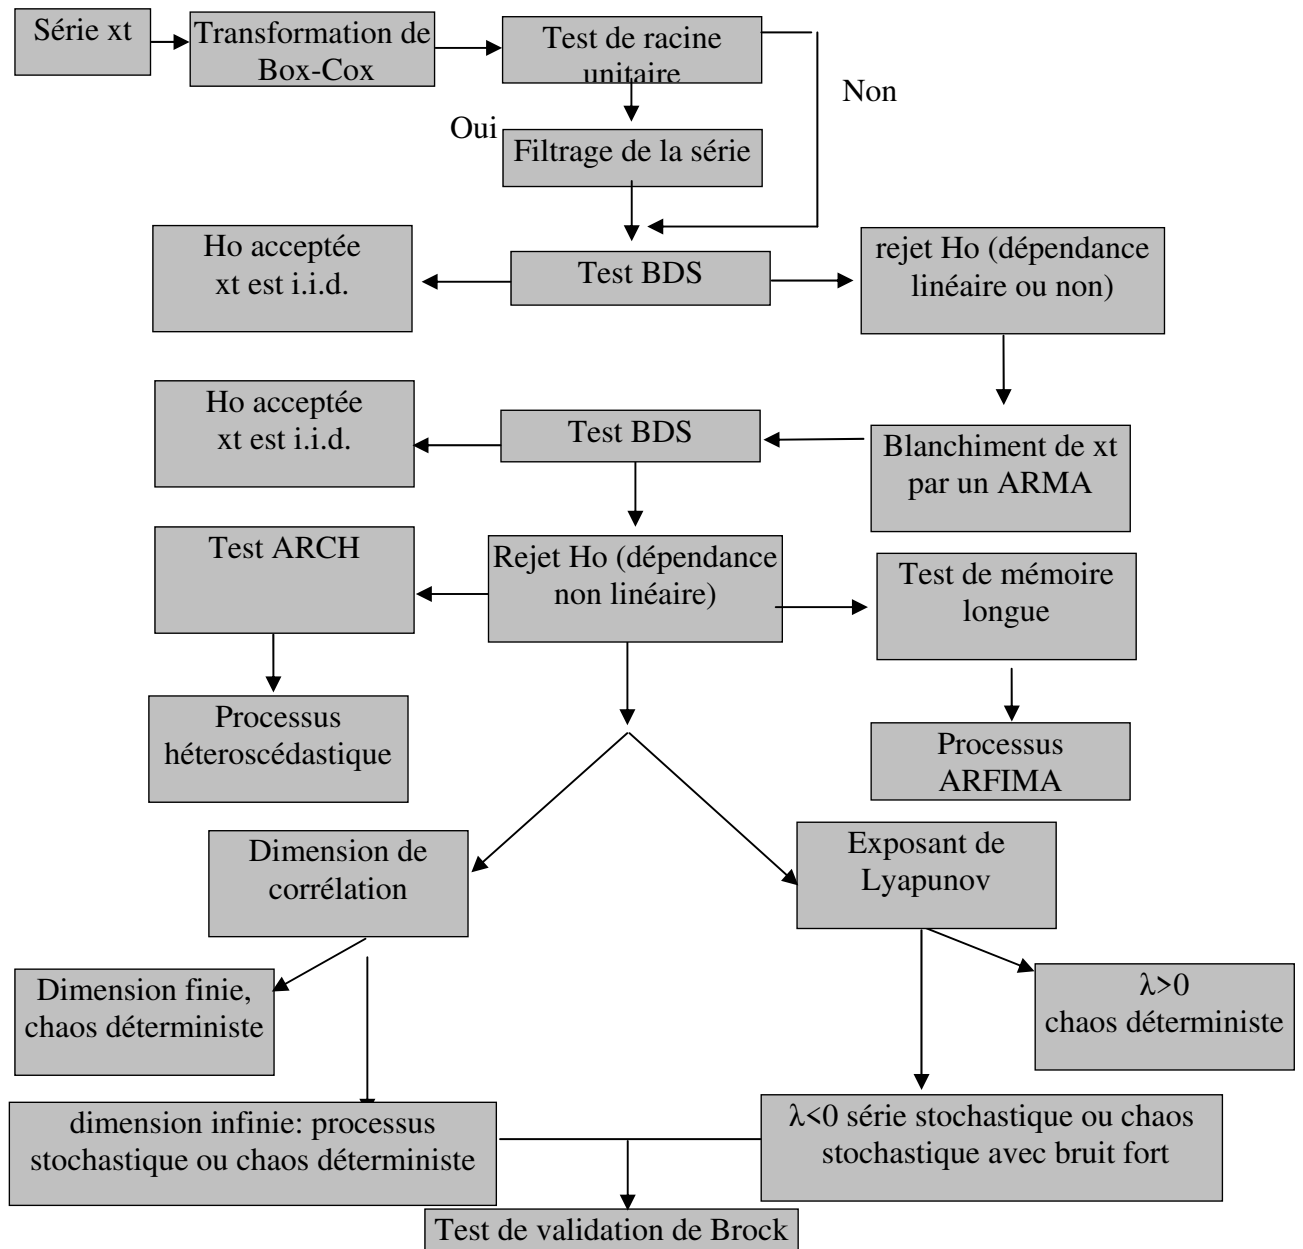 Série xt
Transformation de
Box-Cox
Test de racine
unitaire
Non
Oui
Filtrage de la série
Ho acceptée
xt est i.i.d.
Test BDS
rejet Ho (dépendance
linéaire ou non)
Ho acceptée
xt est i.i.d.
Test BDS
Blanchiment de xt
par un ARMA
Test ARCH
Rejet Ho (dépendance
non linéaire)
Test de mémoire
longue
Processus
héteroscédastique
Processus
ARFIMA
Dimension de
corrélation
Exposant de
Lyapunov
Dimension finie,
chaos déterministe
λ>0
chaos déterministe
dimension infinie: processus
stochastique ou chaos déterministe
λ<0 série stochastique ou chaos
stochastique avec bruit fort
Test de validation de Brock